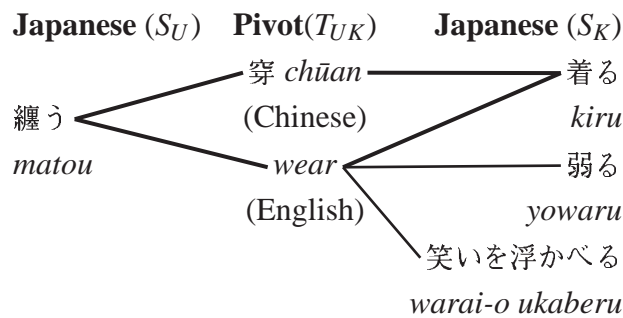 Japanese (S_U) Pivot(T_UK) Japanese (S_K)
穿 chūan 着る
纏う (Chinese) kiru
matou wear 弱る
(English) yowaru
笑いを浮かべる
warai-o ukaberu